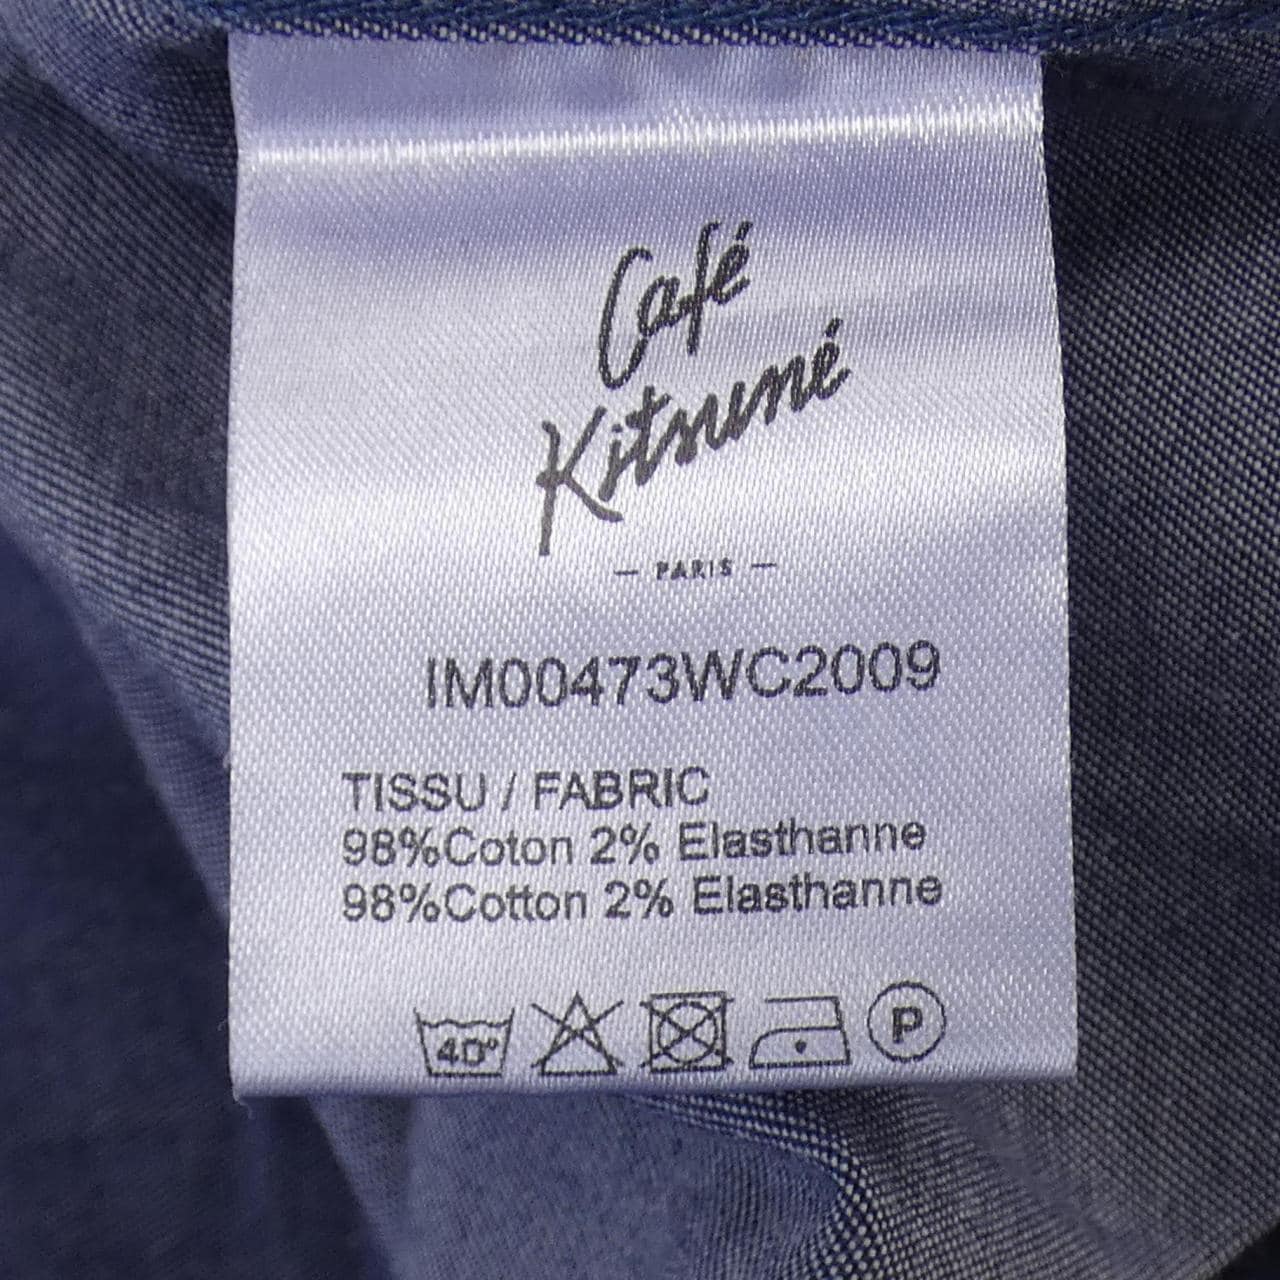 Café
Kitsuné
— PARIS —
IM00473WC2009
TISSU / FABRIC
98%Coton 2% Elasthanne
98%Cotton 2% Elasthanne
40° P